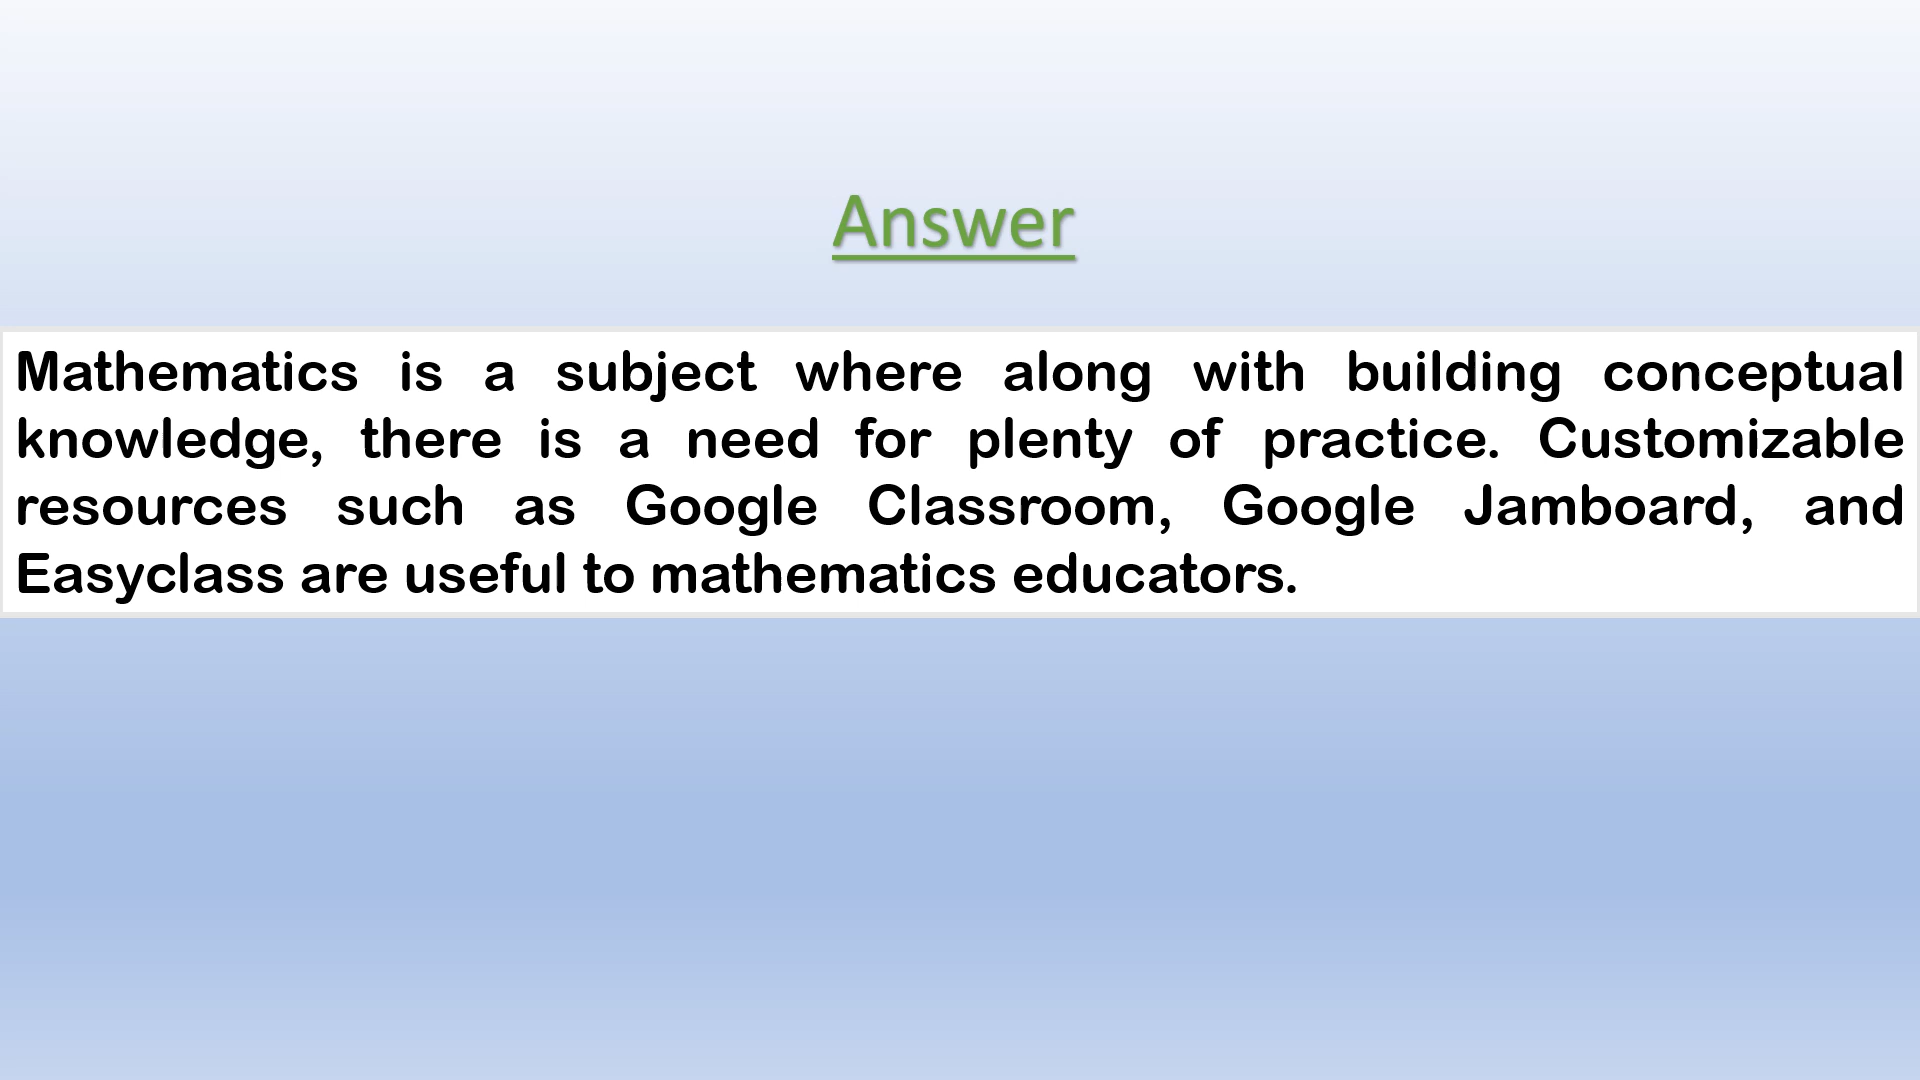 Answer
Mathematics is a subject where along with building conceptual
knowledge, there is a need for plenty of practice. Customizable
resources such as Google Classroom, Google Jamboard, and
Easyclass are useful to mathematics educators.